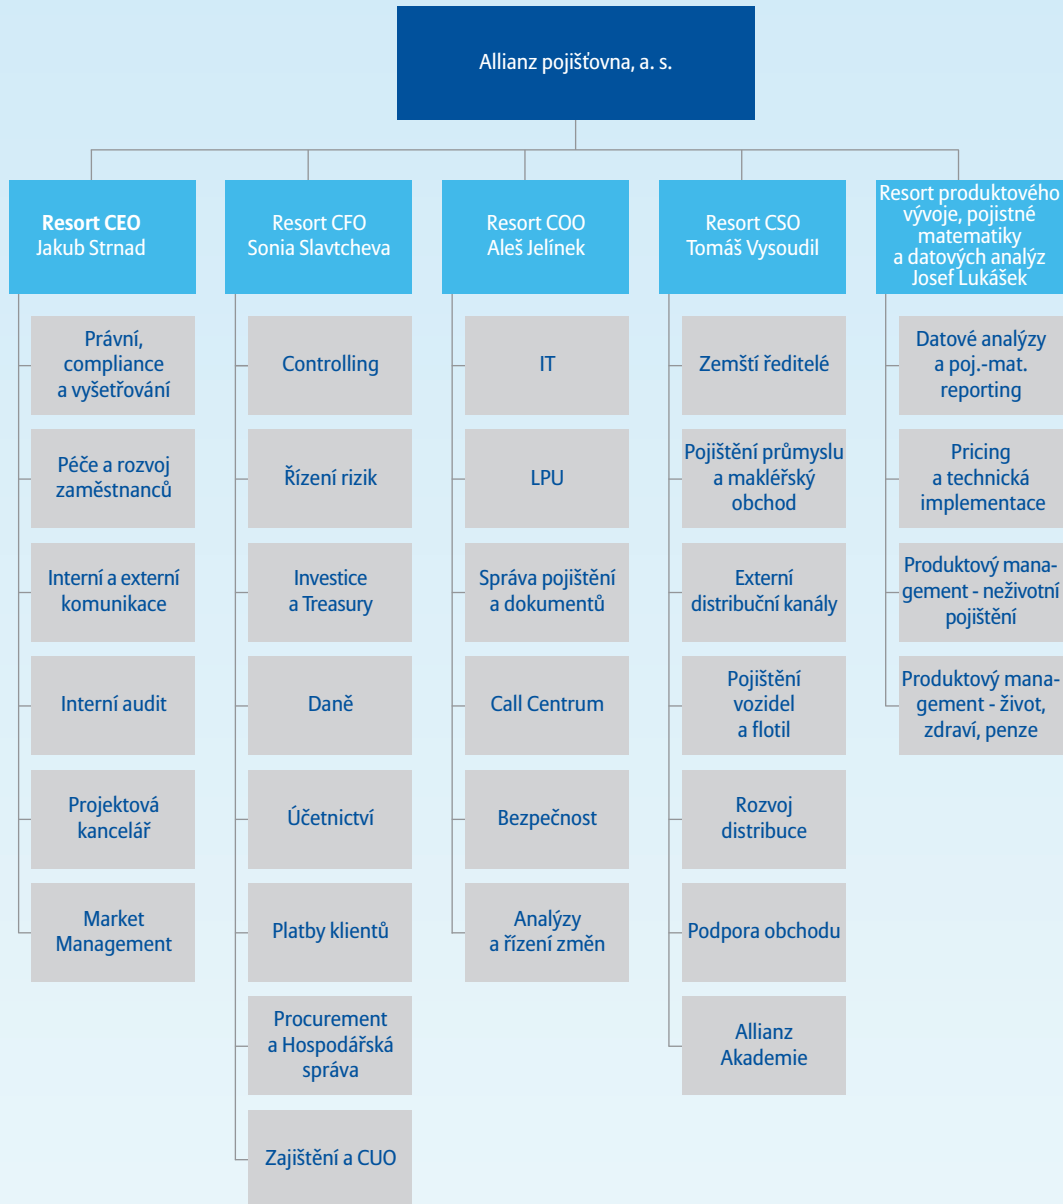 Allianz pojišťovna, a. s.
Resort CEO
Jakub Strnad
Právní,
compliance
a vyšetřování
Péče a rozvoj
zaměstnanců
Interní a externí
komunikace
Interní audit
Projektová
kancelář
Market
Management
Resort CFO
Sonia Slavtcheva
Controlling
Řízení rizik
Investice
a Treasury
Daně
Účetnictví
Platby klientů
Procurement
a Hospodářská
správa
Zajištění a CUO
Resort COO
Aleš Jelínek
IT
LPU
Správa pojištění
a dokumentů
Call Centrum
Bezpečnost
Analýzy
a řízení změn
Resort CSO
Tomáš Vysoudil
Zemští ředitelé
Pojištění průmyslu
a makléřský
obchod
Externí
distribuční kanály
Pojištění
vozidel
a flotil
Rozvoj
distribuce
Podpora obchodu
Allianz
Akademie
Resort produktového
vývoje, pojistné
matematiky
a datových analýz
Josef Lukášek
Datové analýzy
a poj.-mat.
reporting
Pricing
a technická
implementace
Produktový mana-
gement - neživotní
pojištění
Produktový mana-
gement - život,
zdraví, penze